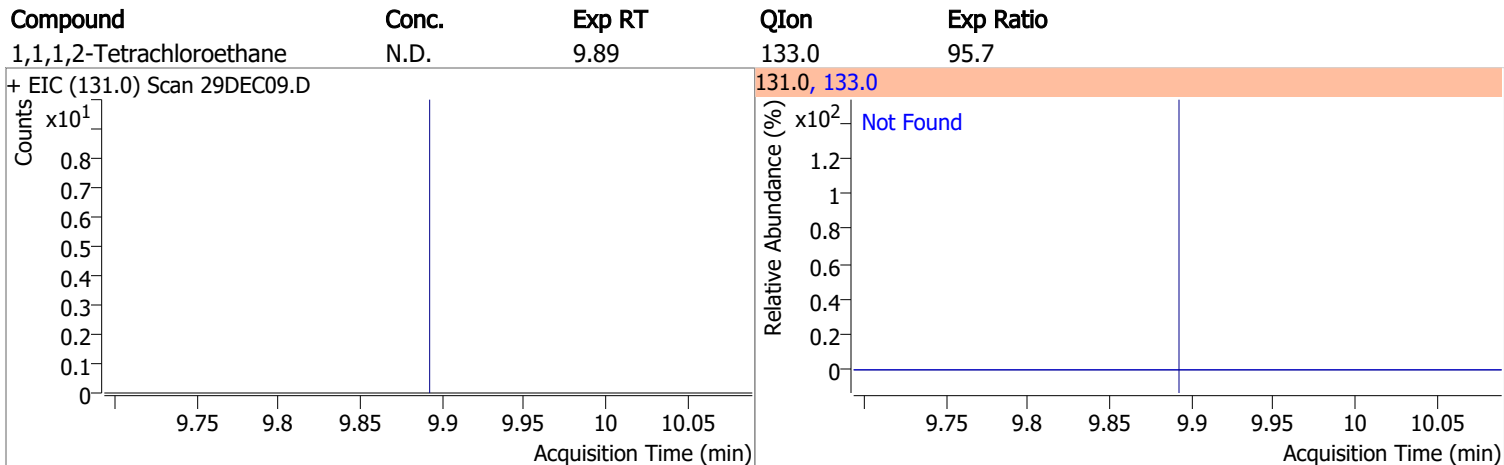 Compound Conc. Exp RT QIon Exp Ratio
1,1,1,2-Tetrachloroethane N.D. 9.89 133.0 95.7
+ EIC (131.0) Scan 29DEC09.D
Counts
x10¹
0.8
0.7
0.6
0.5
0.4
0.3
0.2
0.1
0
9.75 9.8 9.85 9.9 9.95 10 10.05
Acquisition Time (min)
131.0, 133.0
Relative Abundance (%)
x10²
Not Found
1.2
1
0.8
0.6
0.4
0.2
0
9.75 9.8 9.85 9.9 9.95 10 10.05
Acquisition Time (min)